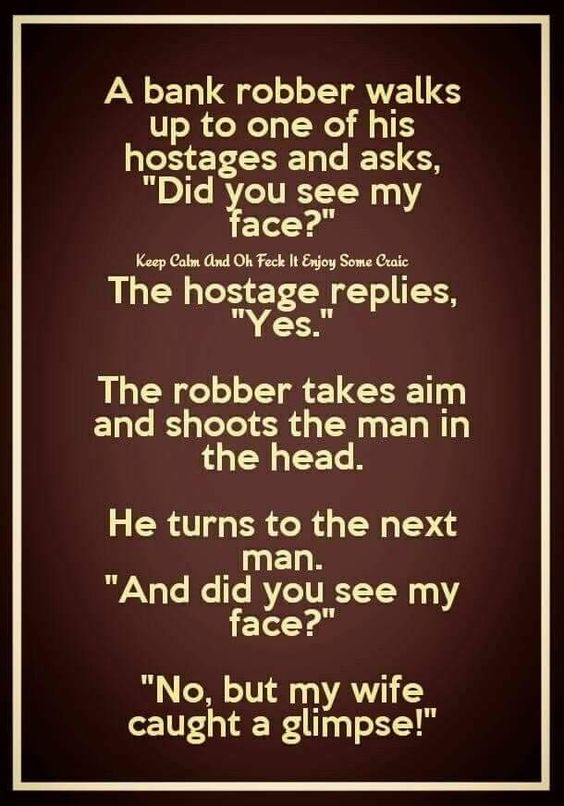 A bank robber walks
up to one of his
hostages and asks,
"Did you see my
face?"
Keep Calm And Oh Feck It Enjoy Some Craic
The hostage replies,
"Yes."
The robber takes aim
and shoots the man in
the head.
He turns to the next
man.
"And did you see my
face?"
"No, but my wife
caught a glimpse!"